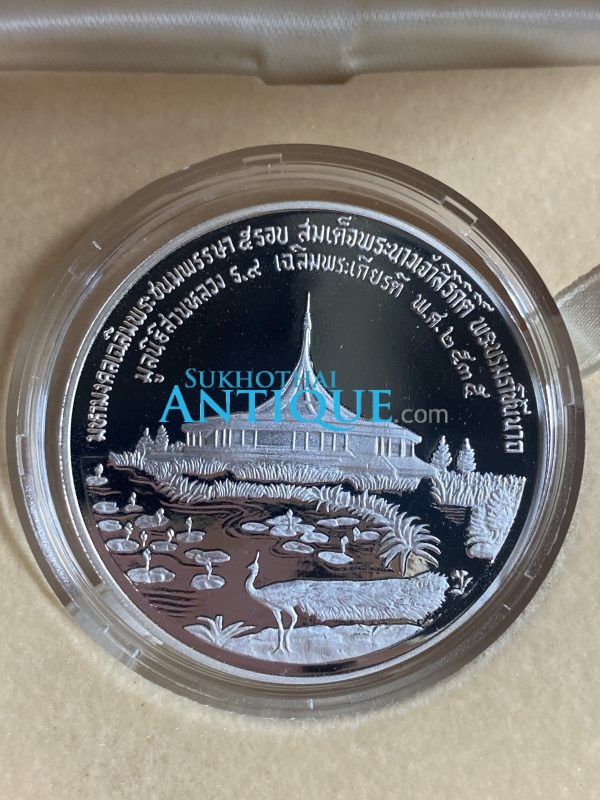 มหามงคลเฉลิมพระชนมพรรษา ๕ รอบ สมเด็จพระนางเจ้าสิริกิติ์ พระบรมราชินีนาถ
มูลนิธิสวนหลวง ร.๙ เฉลิมพระเกียรติ พ.ศ. ๒๕๓๕
SUKHOTHAI
ANTIQUE.com